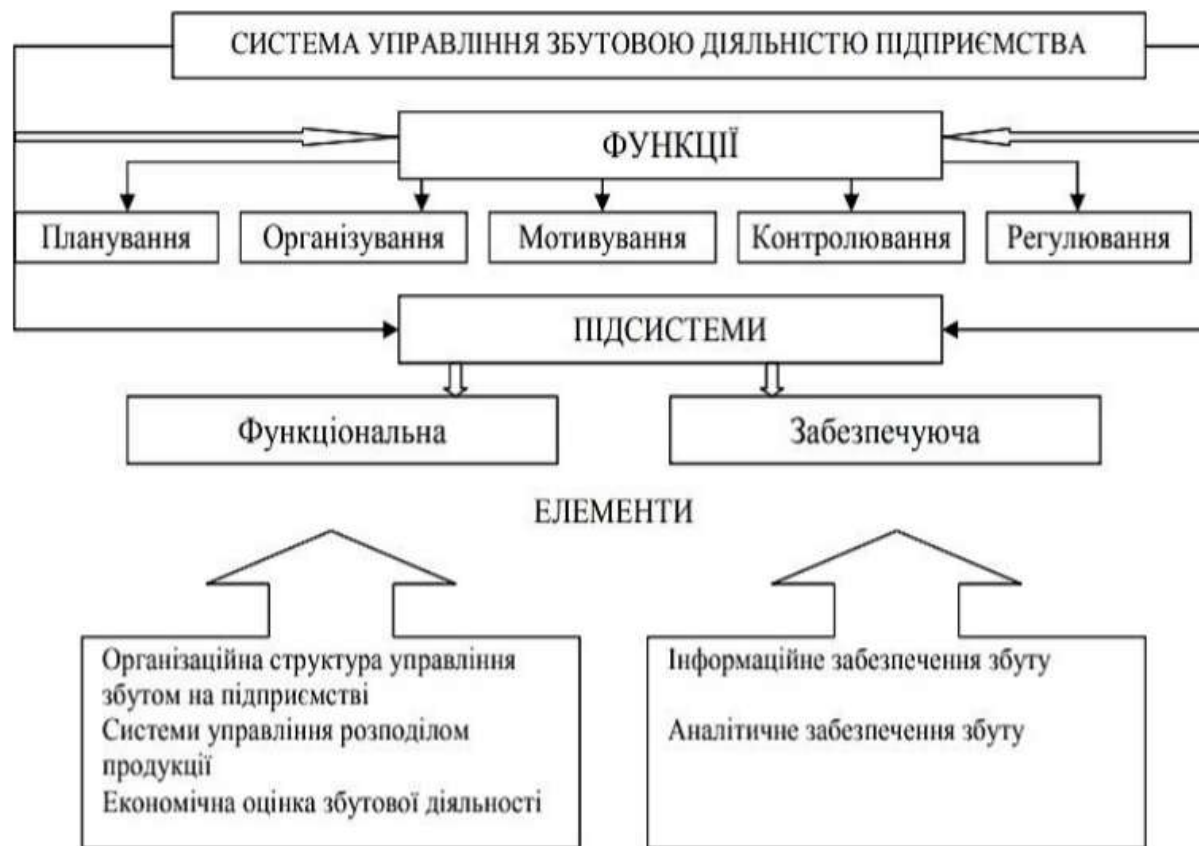 СИСТЕМА УПРАВЛІННЯ ЗБУТОВОЮ ДІЯЛЬНІСТЮ ПІДПРИЄМСТВА
ФУНКЦІЇ
Планування
Організування
Мотивування
Контролювання
Регулювання
ПІДСИСТЕМИ
Функціональна
Забезпечуюча
ЕЛЕМЕНТИ
Організаційна структура управління
збутом на підприємстві
Системи управління розподілом
продукції
Економічна оцінка збутової діяльності
Інформаційне забезпечення збуту
Аналітичне забезпечення збуту